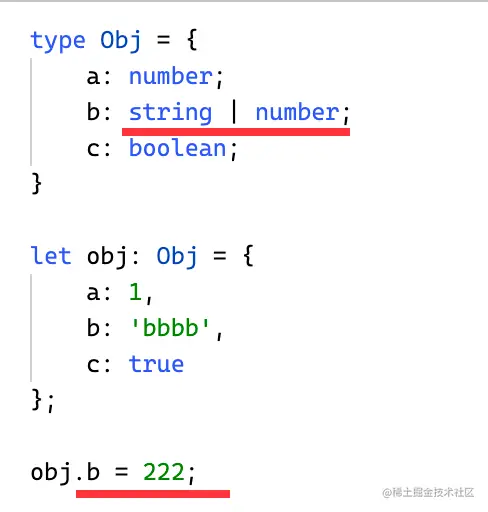 type Obj = {
    a: number;
    b: string | number;
    c: boolean;
}

let obj: Obj = {
    a: 1,
    b: 'bbbb',
    c: true
};

obj.b = 222;
@稀土掘金技术社区